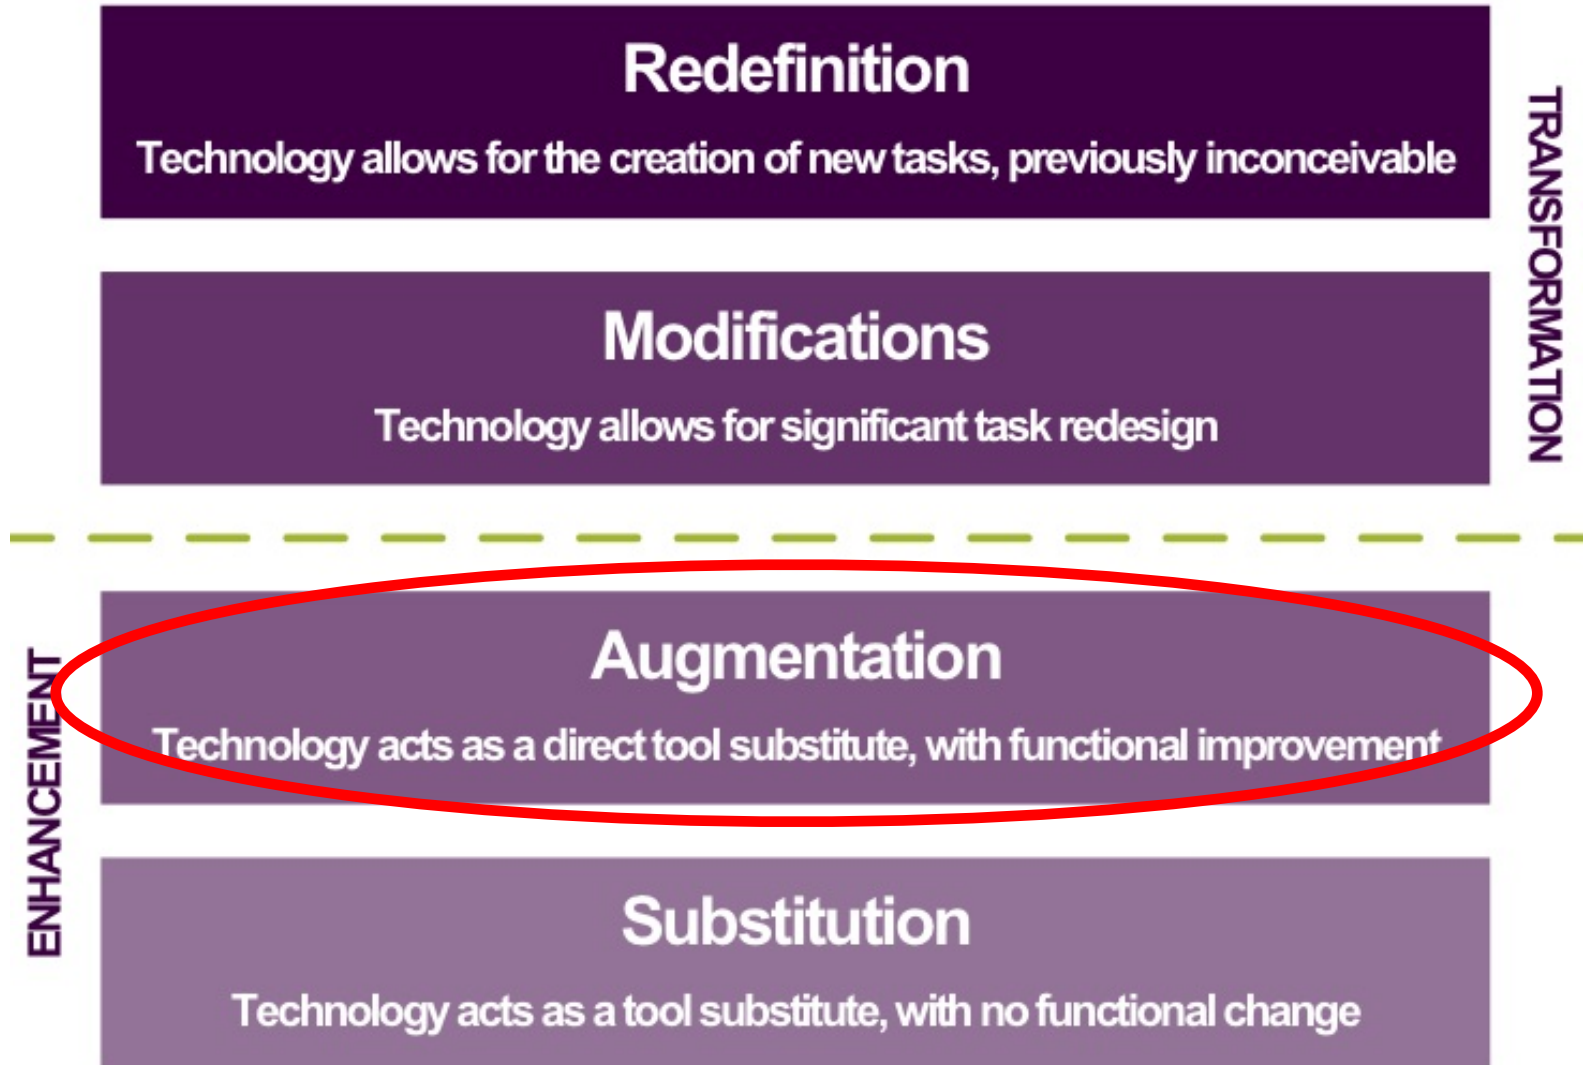 Redefinition
Technology allows for the creation of new tasks, previously inconceivable
TRANSFORMATION
Modifications
Technology allows for significant task redesign
ENHANCEMENT
Augmentation
Technology acts as a direct tool substitute, with functional improvement
Substitution
Technology acts as a tool substitute, with no functional change